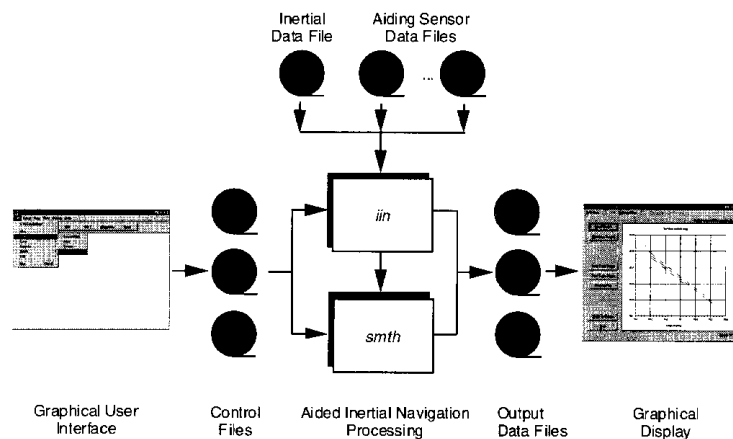 Inertial
Data File
Aiding Sensor
Data Files
...
iin
smth
Graphical User
Interface
Control
Files
Aided Inertial Navigation
Processing
Output
Data Files
Graphical
Display